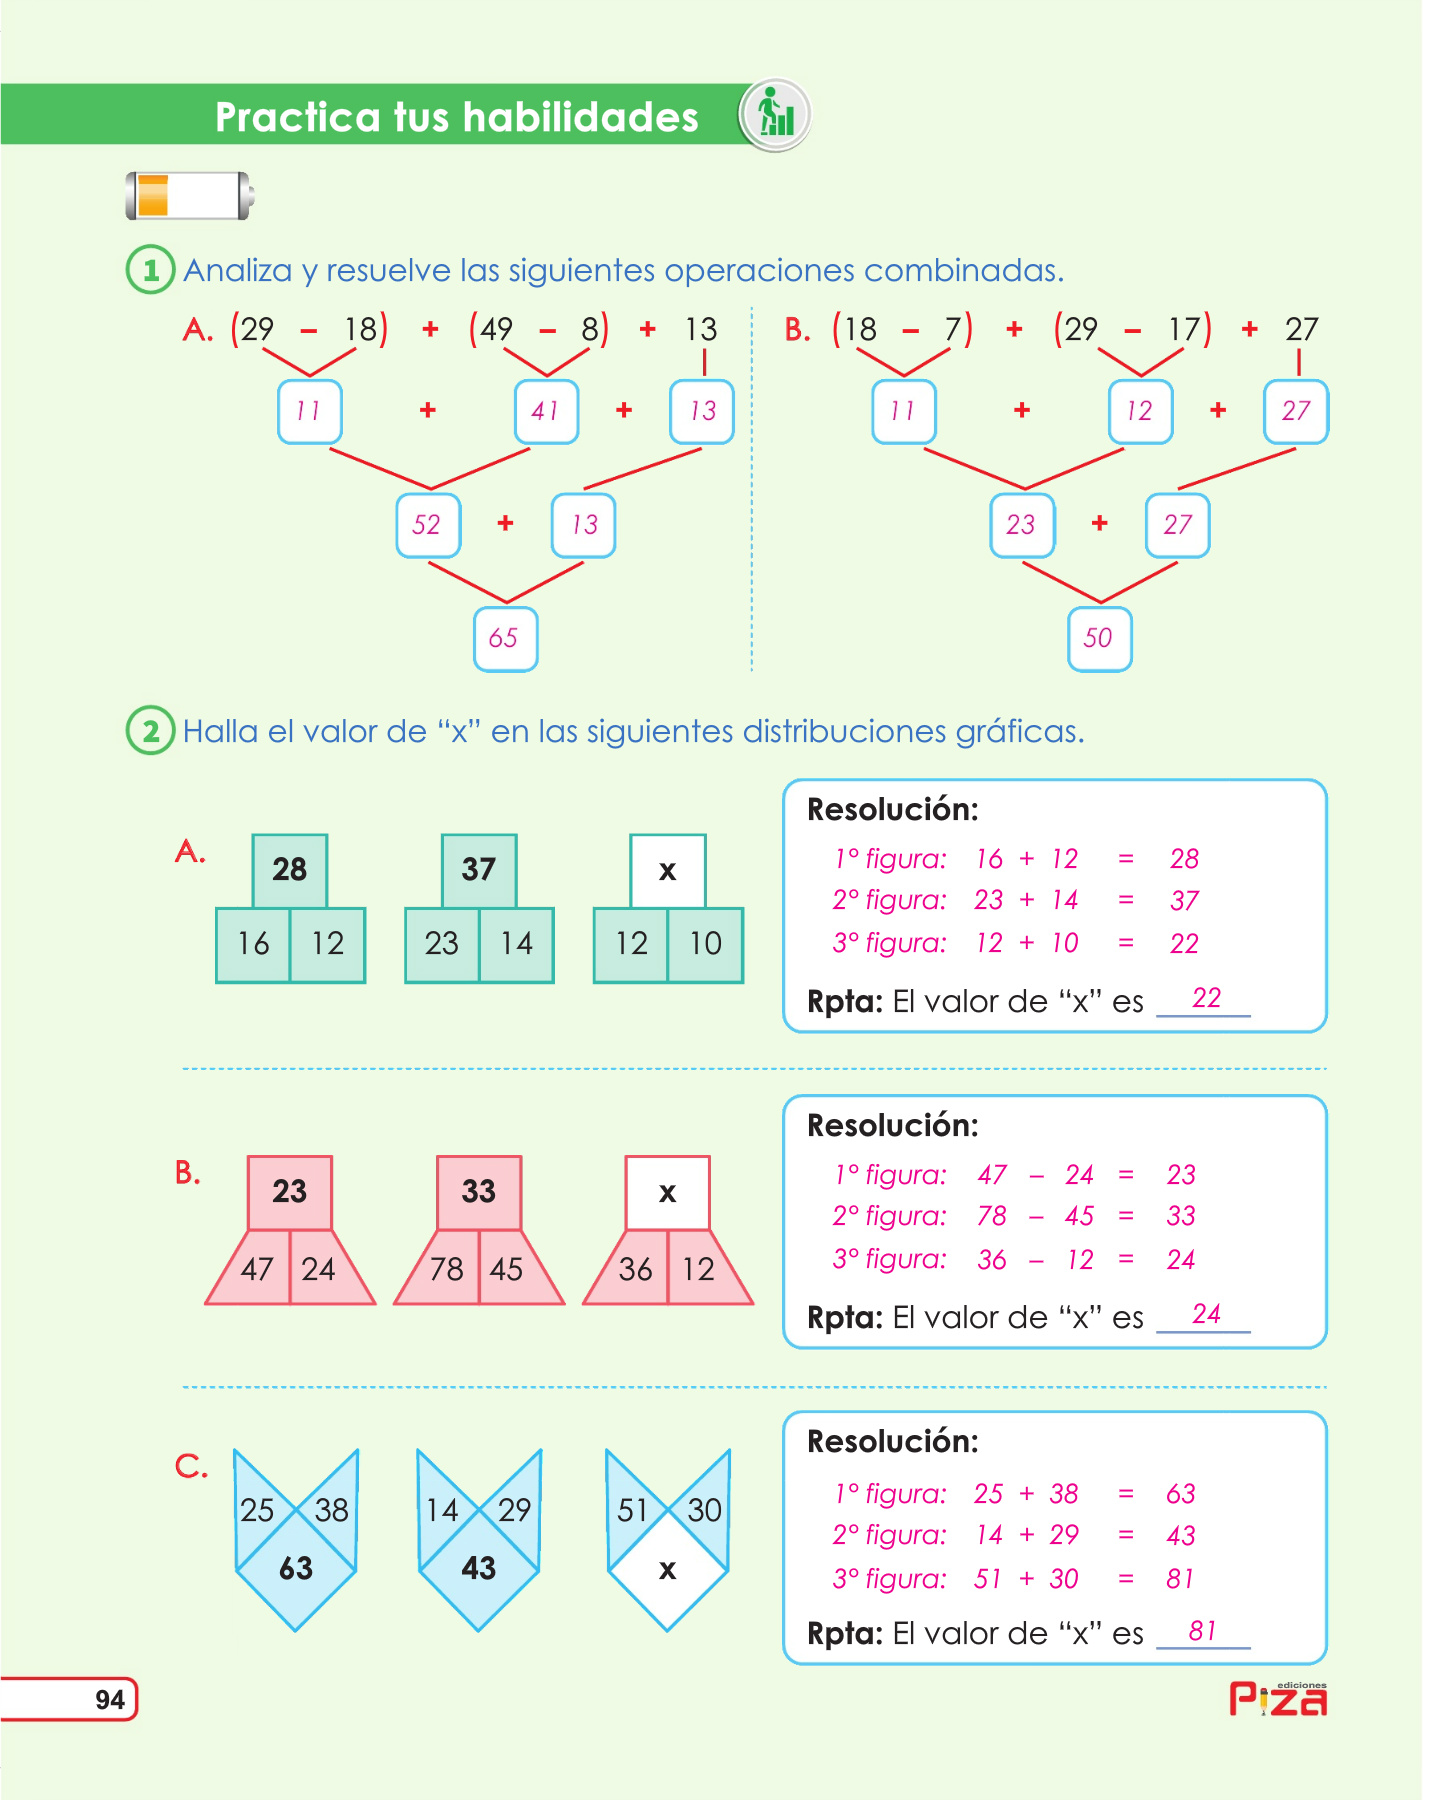 Practica tus habilidades
1 Analiza y resuelve las siguientes operaciones combinadas.
A. (29 – 18) + (49 – 8) + 13
11 + 41 + 13
52 + 13
65
B. (18 – 7) + (29 – 17) + 27
11 + 12 + 27
23 + 27
50
2 Halla el valor de “x” en las siguientes distribuciones gráficas.
A.
28 37 x
16 12 23 14 12 10
Resolución:
1° figura: 16 + 12 = 28
2° figura: 23 + 14 = 37
3° figura: 12 + 10 = 22
Rpta: El valor de “x” es 22
B.
23 33 x
47 24 78 45 36 12
Resolución:
1° figura: 47 – 24 = 23
2° figura: 78 – 45 = 33
3° figura: 36 – 12 = 24
Rpta: El valor de “x” es 24
C.
25 38 14 29 51 30
63 43 x
Resolución:
1° figura: 25 + 38 = 63
2° figura: 14 + 29 = 43
3° figura: 51 + 30 = 81
Rpta: El valor de “x” es 81
94
ediciones
Piza